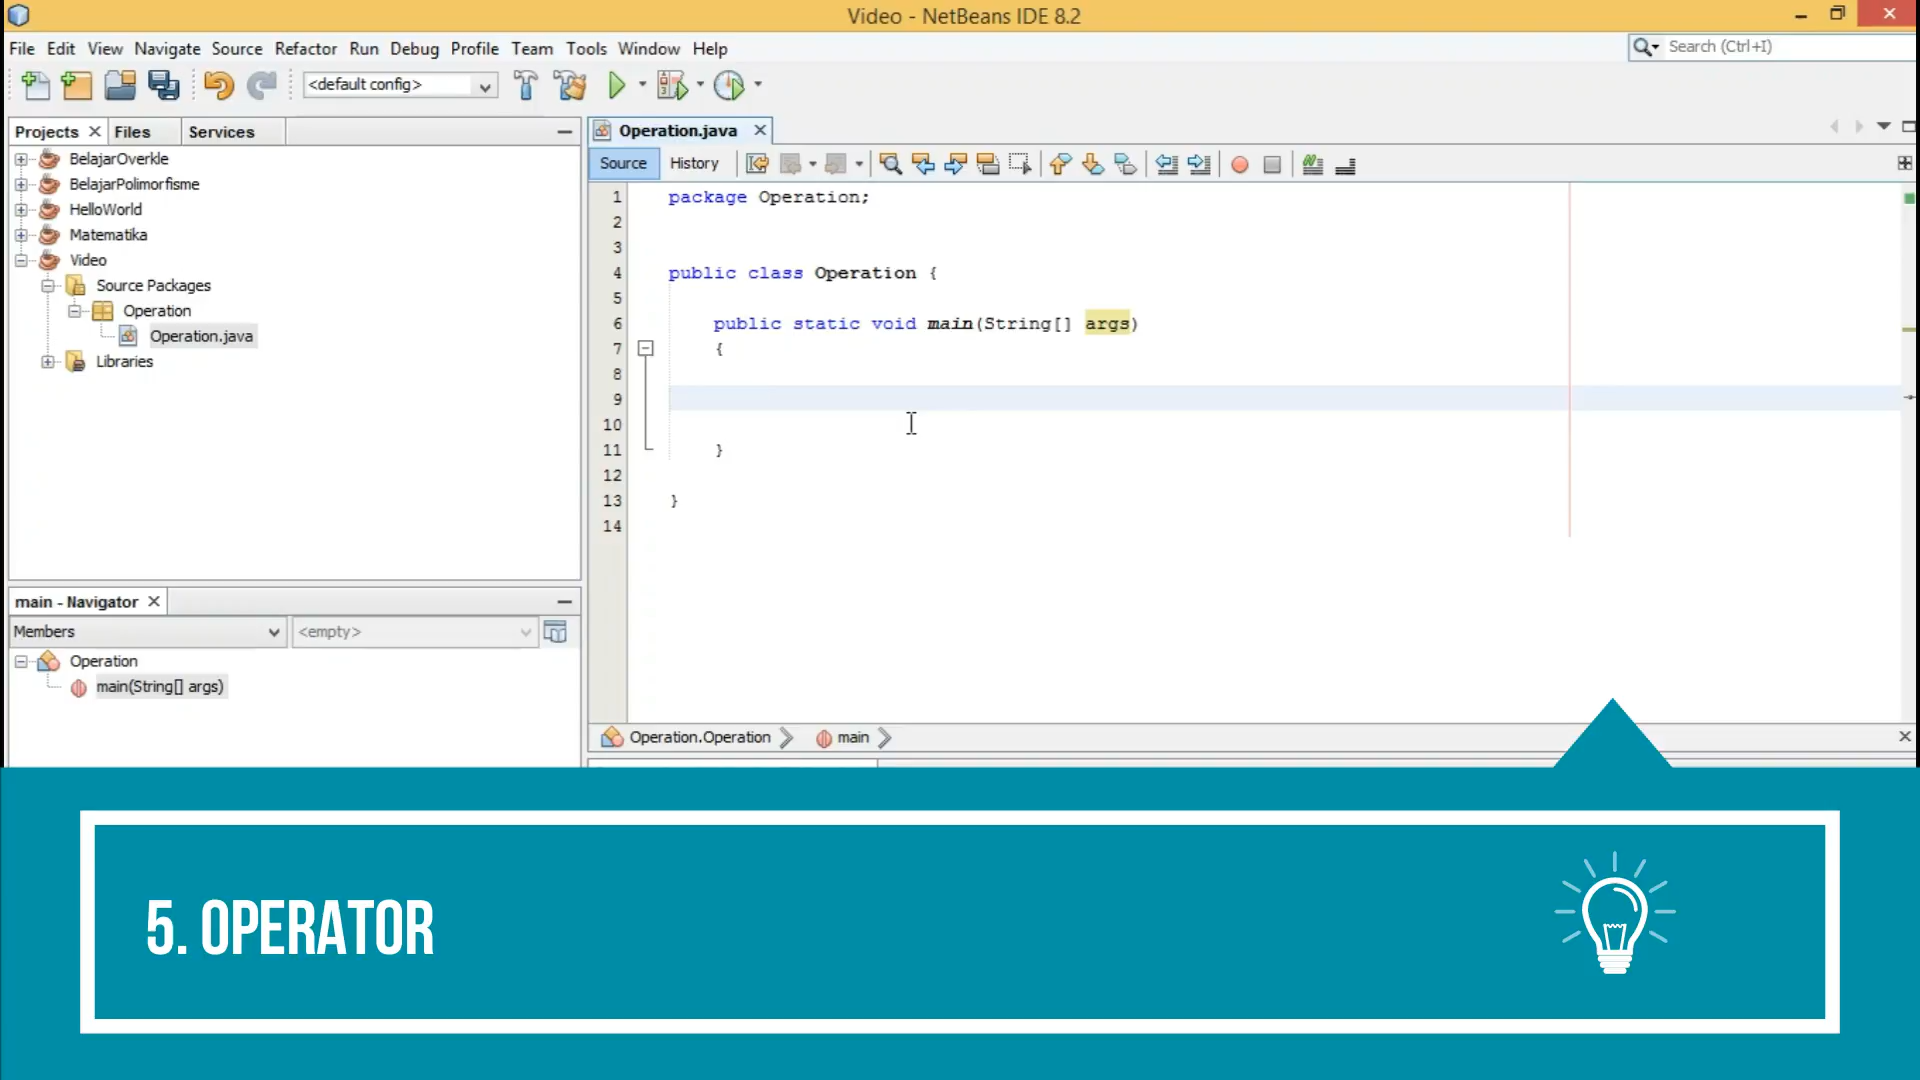 Video - NetBeans IDE 8.2
File Edit View Navigate Source Refactor Run Debug Profile Team Tools Window Help
Search (Ctrl+I)
<default config>
Projects Files Services
BelajarOverkle
BelajarPolimorfisme
HelloWorld
Matematika
Video
Source Packages
Operation
Operation.java
Libraries
main - Navigator
Members <empty>
Operation
main(String[] args)
Operation.java
Source History
1 package Operation;
2
3
4 public class Operation {
5
6 public static void main(String[] args)
7 {
8
9
10
11 }
12
13 }
14
Operation.Operation main
5. OPERATOR